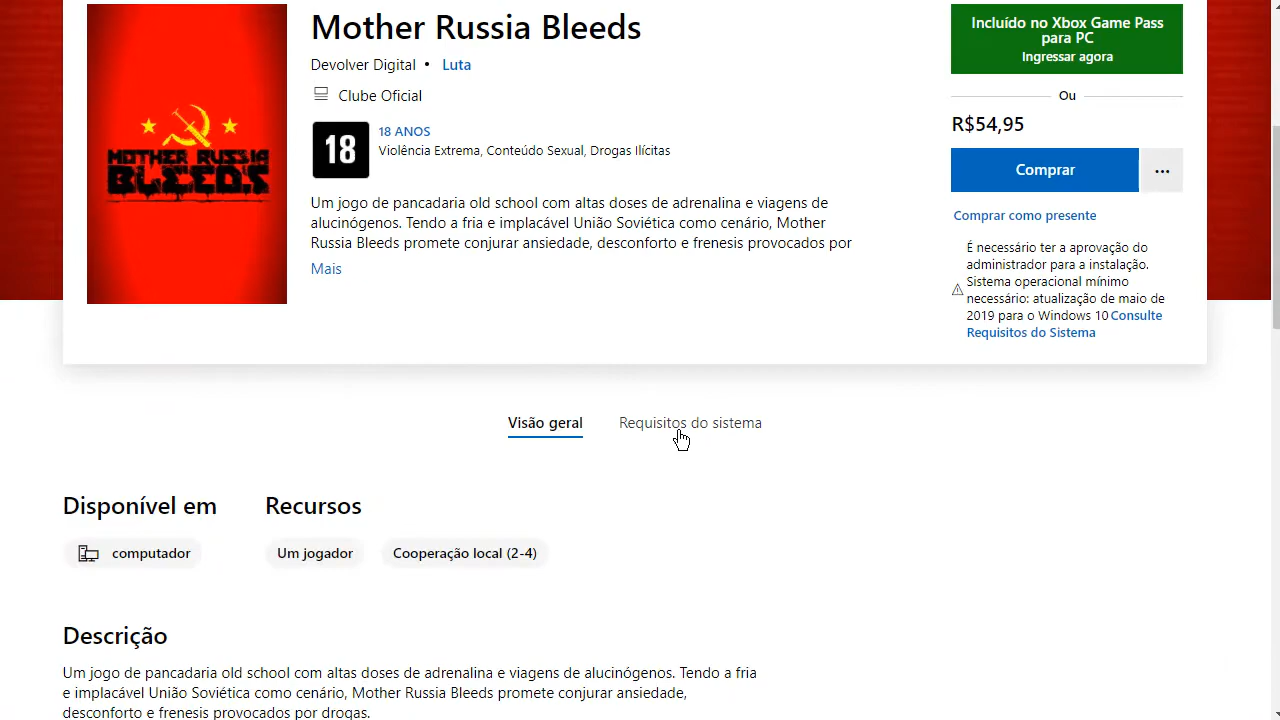 Mother Russia Bleeds
Devolver Digital • Luta
Clube Oficial
18
18 ANOS
Violência Extrema, Conteúdo Sexual, Drogas Ilícitas
Um jogo de pancadaria old school com altas doses de adrenalina e viagens de
alucinógenos. Tendo a fria e implacável União Soviética como cenário, Mother
Russia Bleeds promete conjurar ansiedade, desconforto e frenesis provocados por
Mais
MOTHER RUSSIA
BLEEDS
Incluído no Xbox Game Pass
para PC
Ingressar agora
Ou
R$54,95
Comprar
...
Comprar como presente
É necessário ter a aprovação do
administrador para a instalação.
Sistema operacional mínimo
necessário: atualização de maio de
2019 para o Windows 10 Consulte
Requisitos do Sistema
Visão geral
Requisitos do sistema
Disponível em
computador
Recursos
Um jogador
Cooperação local (2-4)
Descrição
Um jogo de pancadaria old school com altas doses de adrenalina e viagens de alucinógenos. Tendo a fria
e implacável União Soviética como cenário, Mother Russia Bleeds promete conjurar ansiedade,
desconforto e frenesis provocados por drogas.